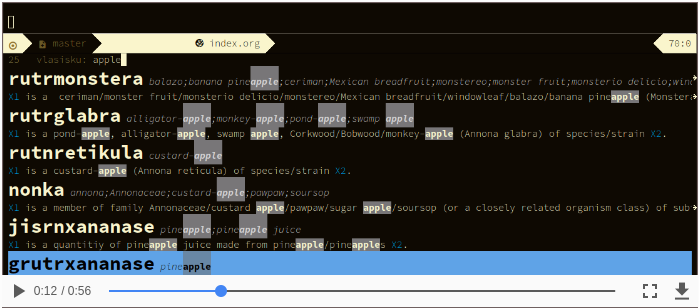 master index.org 70:0
25 vlasisku: apple
rutrmonstera balazo;banana pineapple;ceriman;Mexican breadfruit;monstereo;monster fruit;monsterio delicio;wind
X1 is a ceriman/monster fruit/monsterio delicio/monstereo/Mexican breadfruit/windowleaf/balazo/banana pineapple (Monstera
rutrglabra alligator-apple;monkey-apple;pond-apple;swamp apple
X1 is a pond-apple, alligator-apple, swamp apple, Corkwood/Bobwood/monkey-apple (Annona glabra) of species/strain X2.
rutnretikula custard-apple
X1 is a custard-apple (Annona reticula) of species/strain X2.
nonka annona;Annonaceae;custard-apple;pawpaw;soursop
X1 is a member of family Annonaceae/custard apple/pawpaw/sugar apple/soursop (or a closely related organism class) of sub
jisrnxananase pineapple;pineapple juice
X1 is a quantitiy of pineapple juice made from pineapple/pineapples X2.
grutrxananase pineapple
0:12 / 0:56